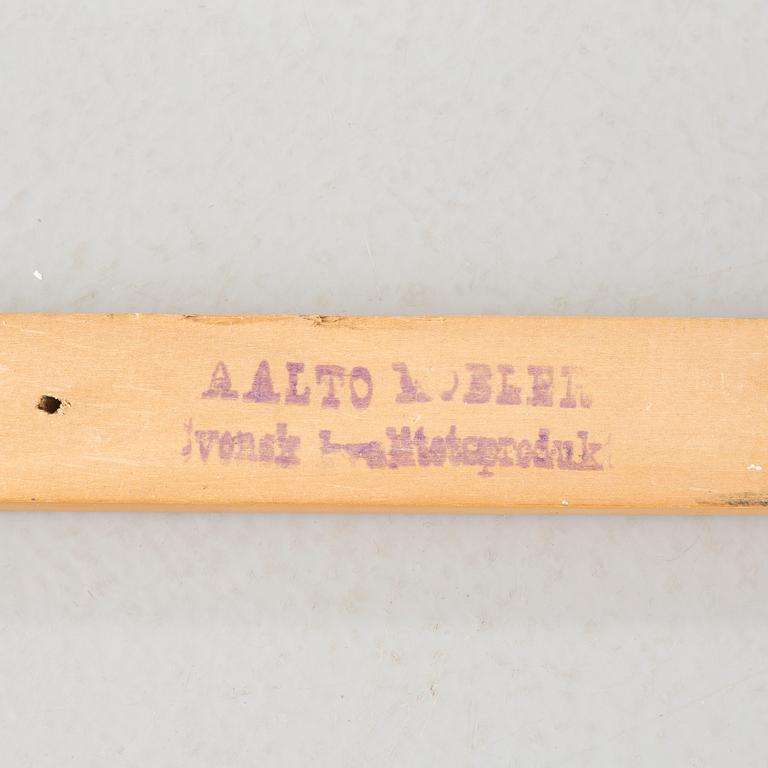 AALTO MÖBLER
Svensk kvalitetsprodukt